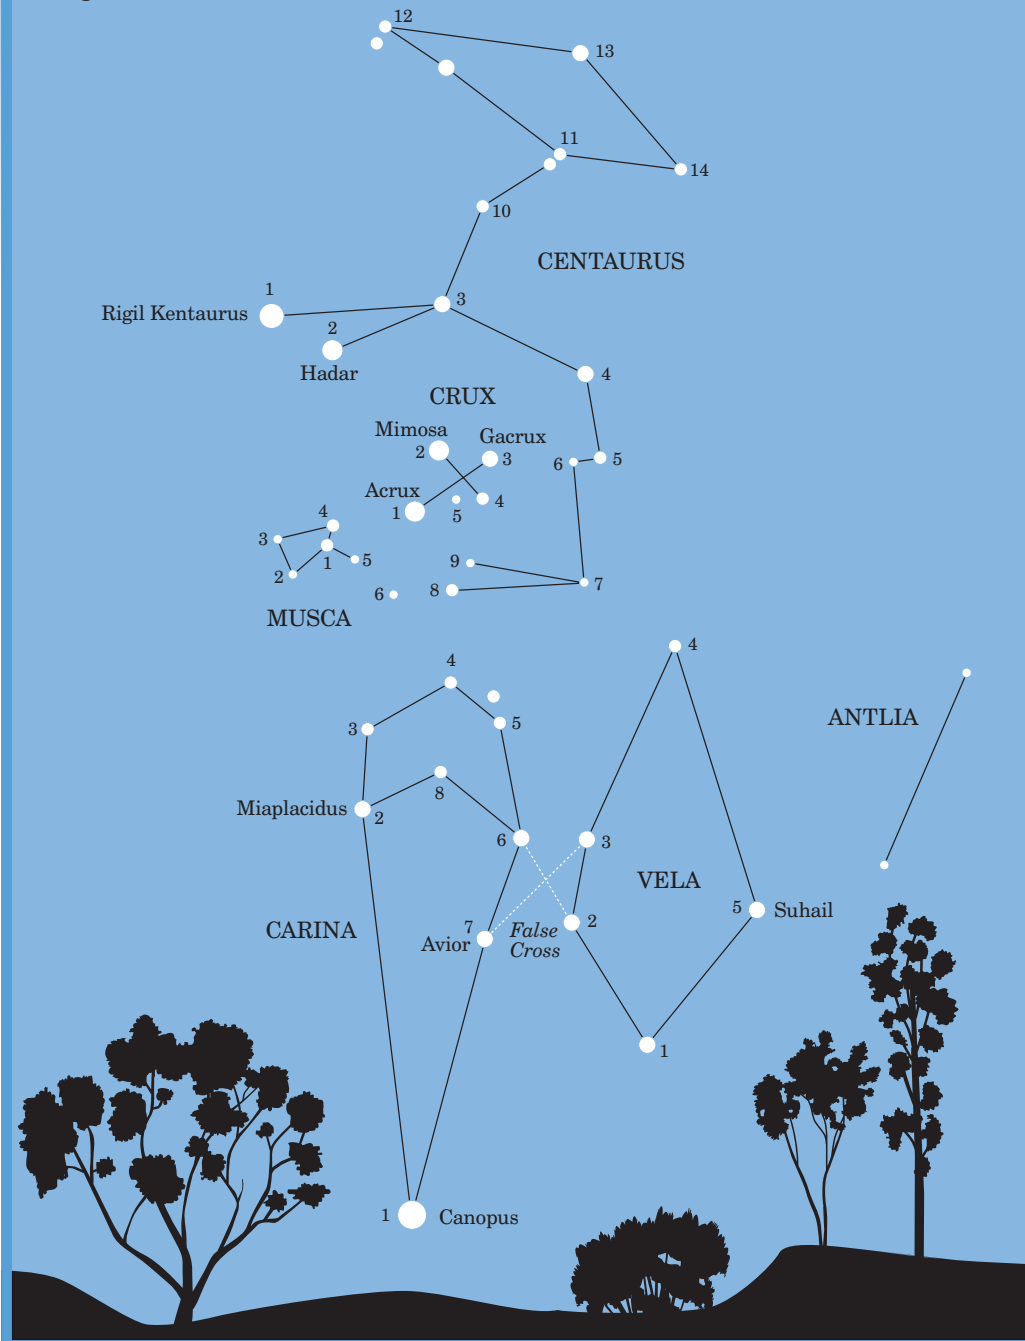 12
13
11
14
10
CENTAURUS
1
3
Rigil Kentaurus
2
Hadar
4
CRUX
Mimosa
2
Gacrux
3
6
5
Acrux
1
4
5
4
3
1
5
2
9
7
6
8
MUSCA
4
4
ANTLIA
3
5
Miaplacidus
2
8
6
3
VELA
CARINA
7
Avior
False
Cross
2
5
Suhail
1
1
Canopus